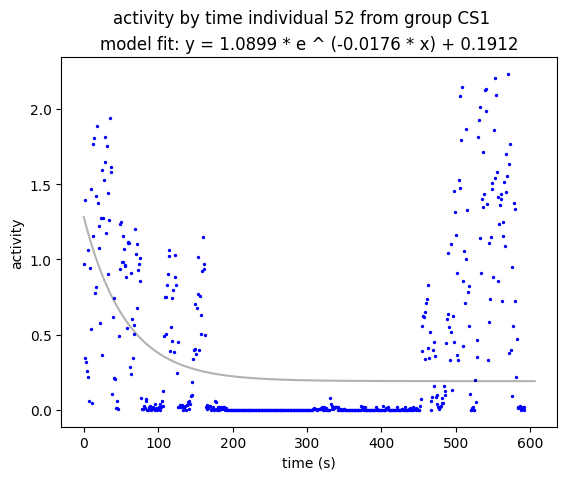 activity by time individual 52 from group CS1
model fit: y = 1.0899 * e ^ (-0.0176 * x) + 0.1912
2.0
1.5
1.0
0.5
0.0
activity
0 100 200 300 400 500 600
time (s)